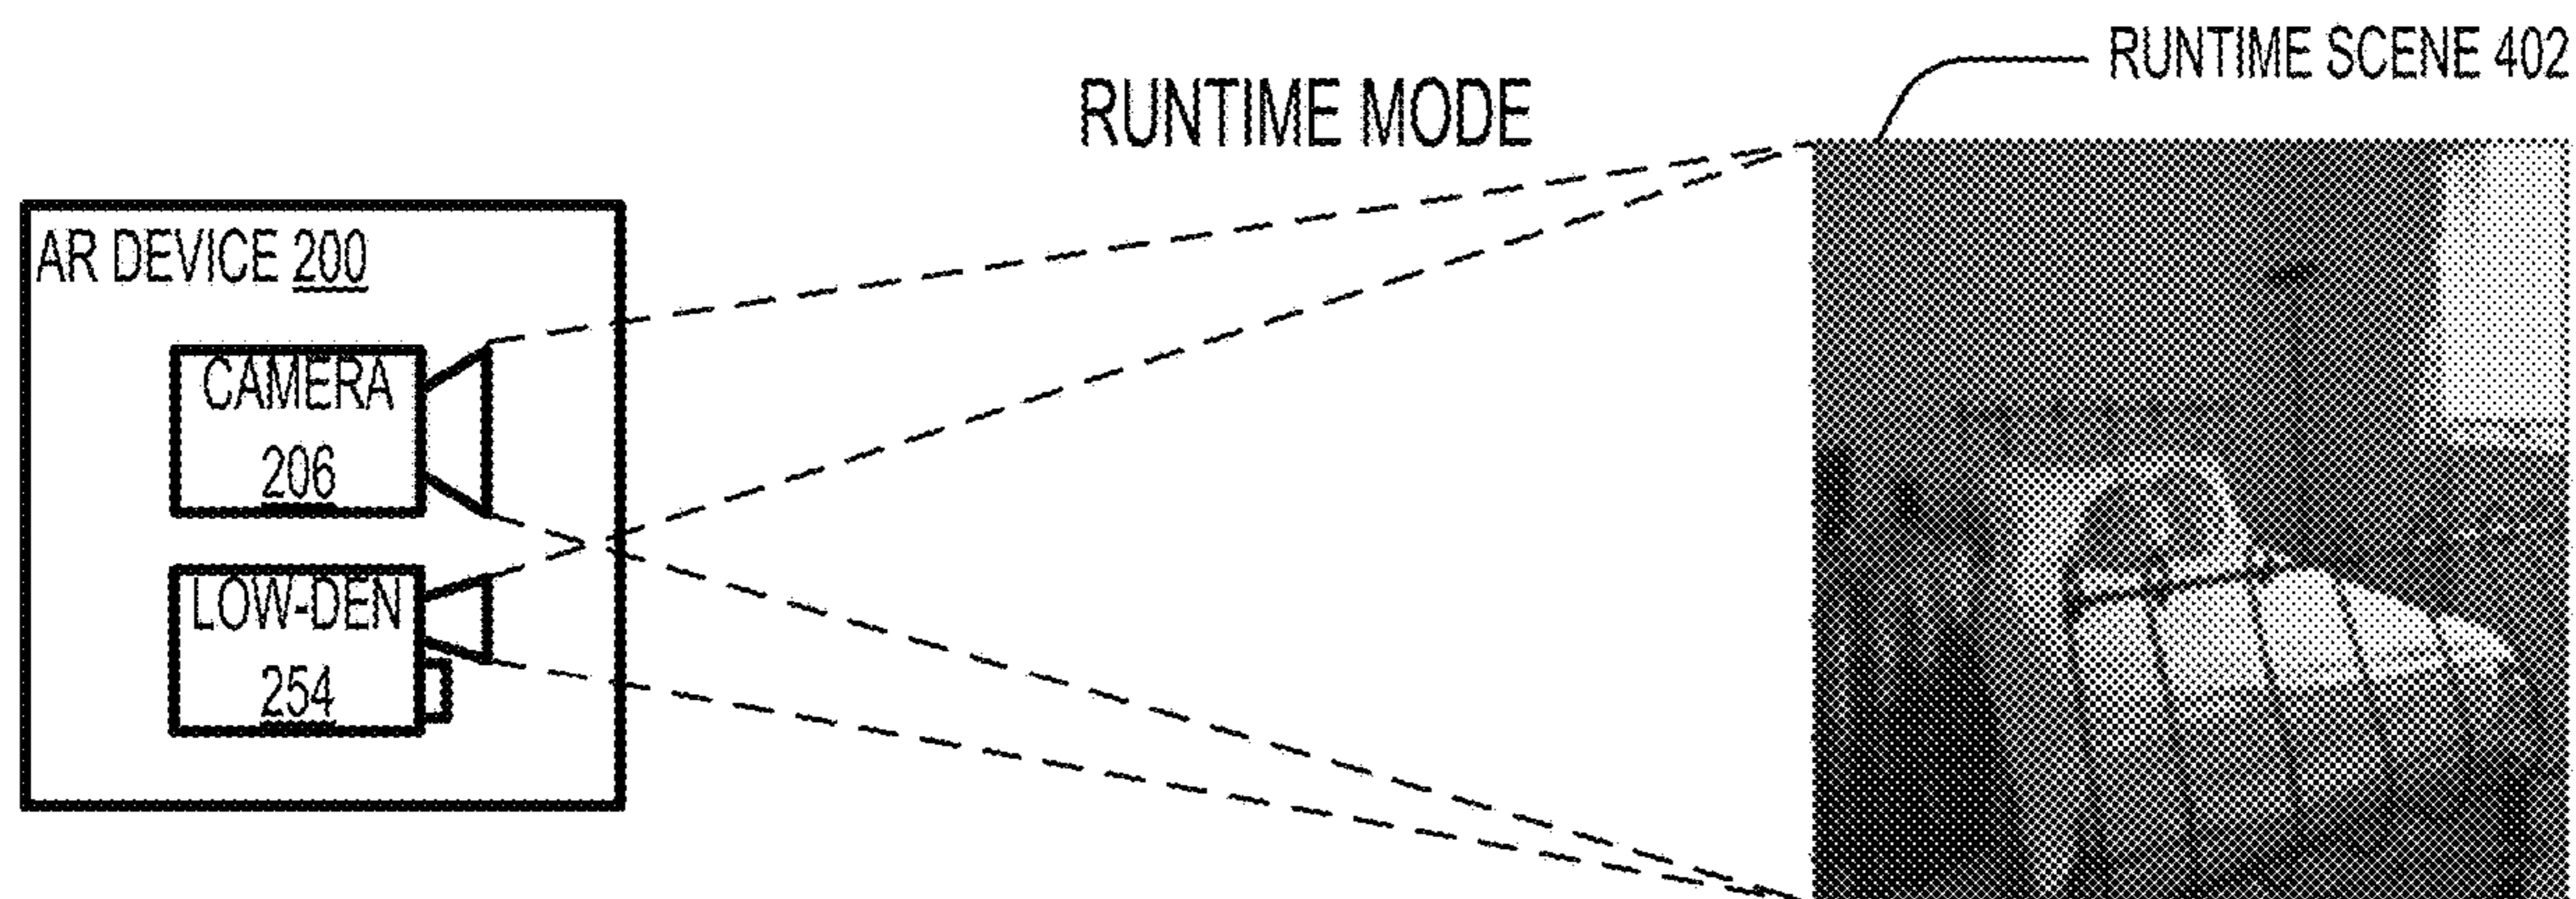 RUNTIME SCENE 402
RUNTIME MODE
AR DEVICE 200
CAMERA
206
LOW-DEN
254